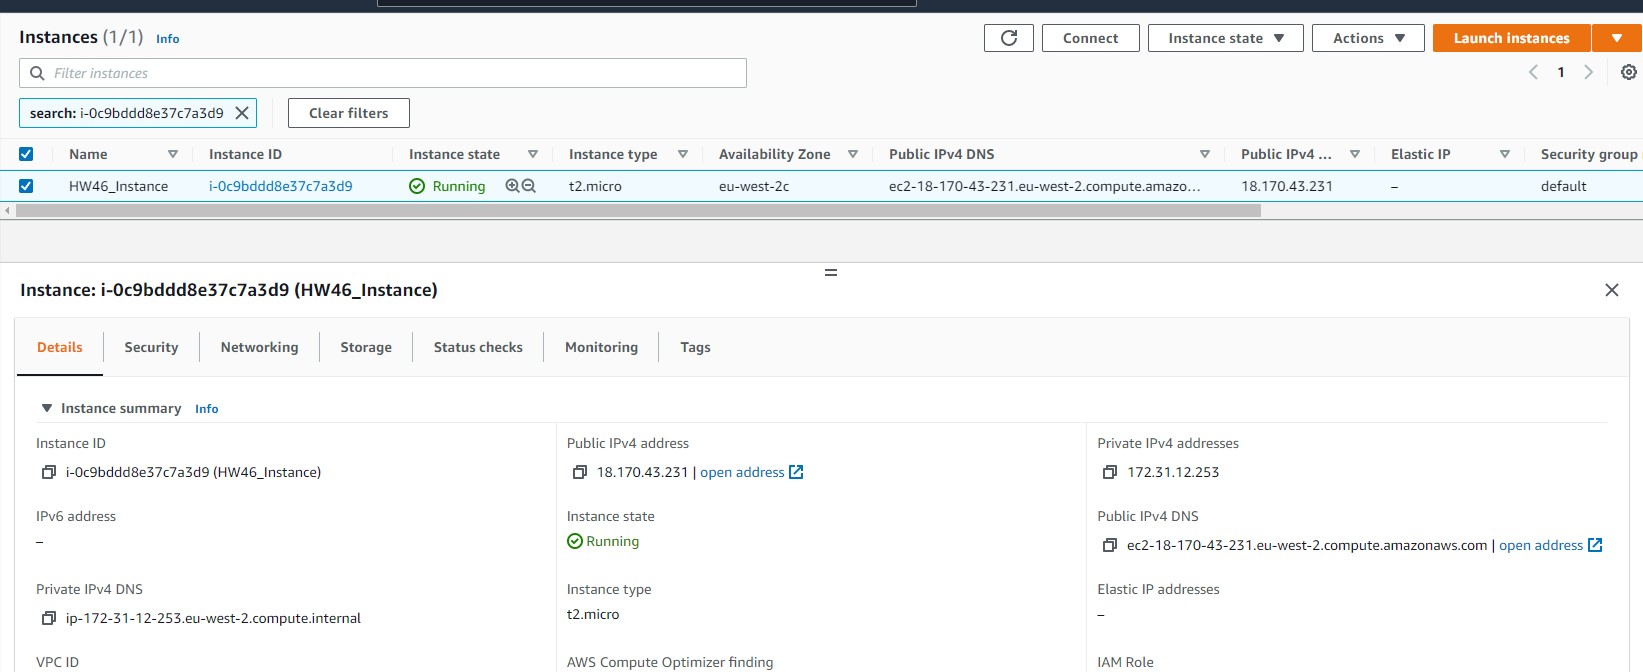 Instances (1/1) Info
Connect
Instance state
Actions
Launch instances
Filter instances
1
search: i-0c9bddd8e37c7a3d9
Clear filters
Name Instance ID Instance state Instance type Availability Zone Public IPv4 DNS Public IPv4 ... Elastic IP Security group
HW46_Instance i-0c9bddd8e37c7a3d9 Running t2.micro eu-west-2c ec2-18-170-43-231.eu-west-2.compute.amazo... 18.170.43.231 – default
Instance: i-0c9bddd8e37c7a3d9 (HW46_Instance)
Details Security Networking Storage Status checks Monitoring Tags
Instance summary Info
Instance ID
i-0c9bddd8e37c7a3d9 (HW46_Instance)
Public IPv4 address
18.170.43.231 | open address
Private IPv4 addresses
172.31.12.253
IPv6 address
–
Instance state
Running
Public IPv4 DNS
ec2-18-170-43-231.eu-west-2.compute.amazonaws.com | open address
Private IPv4 DNS
ip-172-31-12-253.eu-west-2.compute.internal
Instance type
t2.micro
Elastic IP addresses
–
VPC ID
AWS Compute Optimizer finding
IAM Role